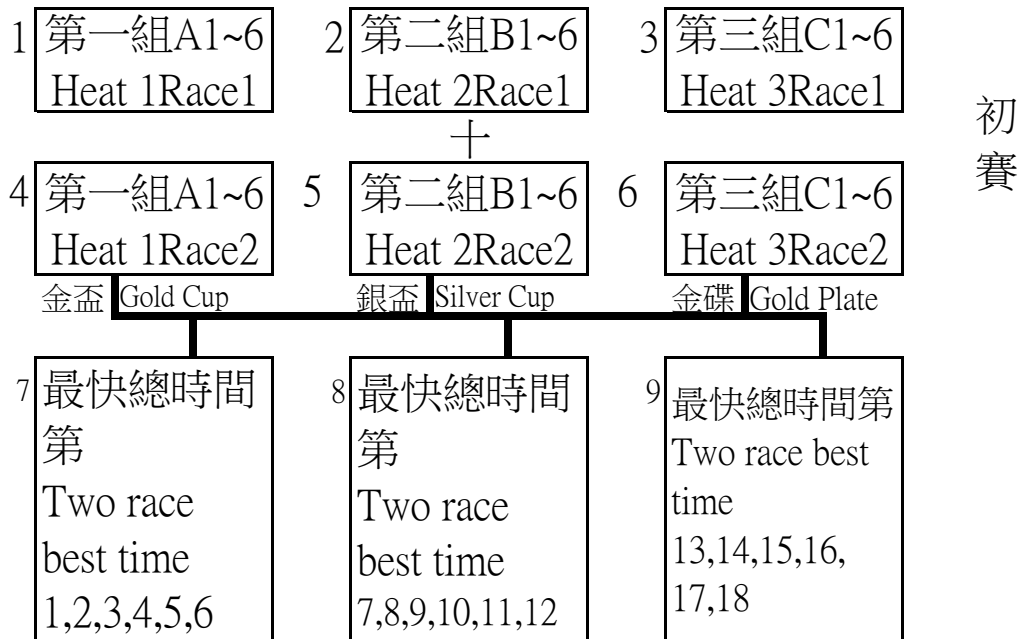 1 第一組A1~6
Heat 1Race1
2 第二組B1~6
Heat 2Race1
3 第三組C1~6
Heat 3Race1
初
賽
十
4 第一組A1~6
Heat 1Race2
5 第二組B1~6
Heat 2Race2
6 第三組C1~6
Heat 3Race2
金盃 Gold Cup
銀盃 Silver Cup
金碟 Gold Plate
7 最快總時間
第
Two race
best time
1,2,3,4,5,6
8 最快總時間
第
Two race
best time
7,8,9,10,11,12
9 最快總時間第
Two race best
time
13,14,15,16,
17,18